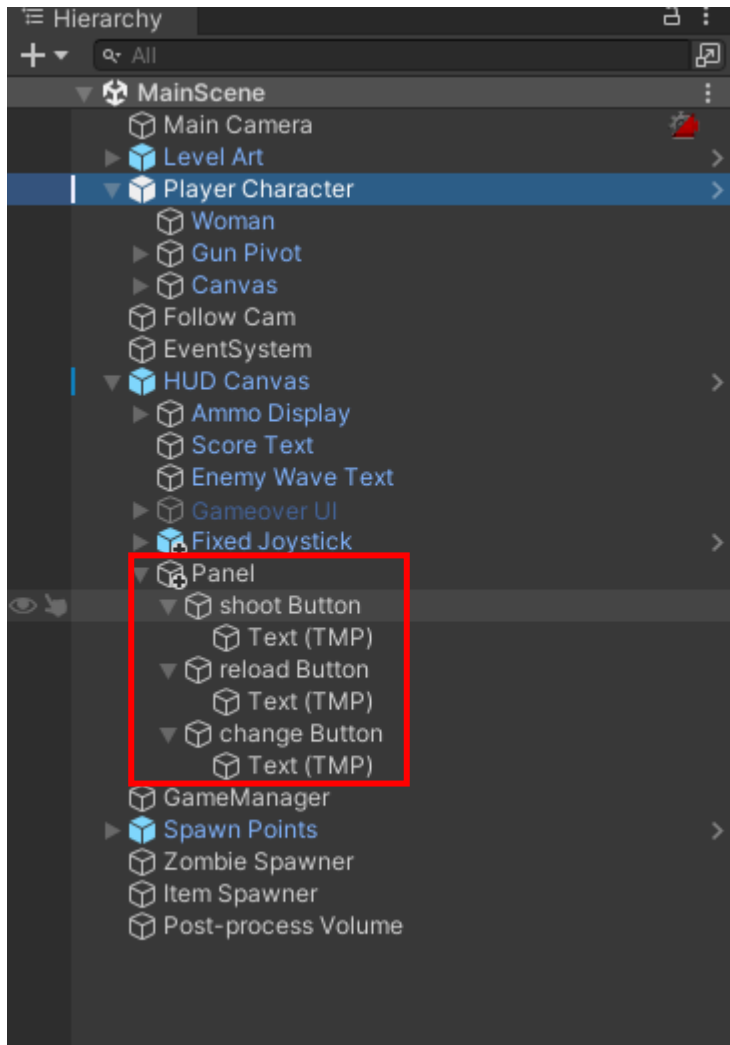 Hierarchy
All
MainScene
Main Camera
Level Art
Player Character
Woman
Gun Pivot
Canvas
Follow Cam
EventSystem
HUD Canvas
Ammo Display
Score Text
Enemy Wave Text
Gameover UI
Fixed Joystick
Panel
shoot Button
Text (TMP)
reload Button
Text (TMP)
change Button
Text (TMP)
GameManager
Spawn Points
Zombie Spawner
Item Spawner
Post-process Volume